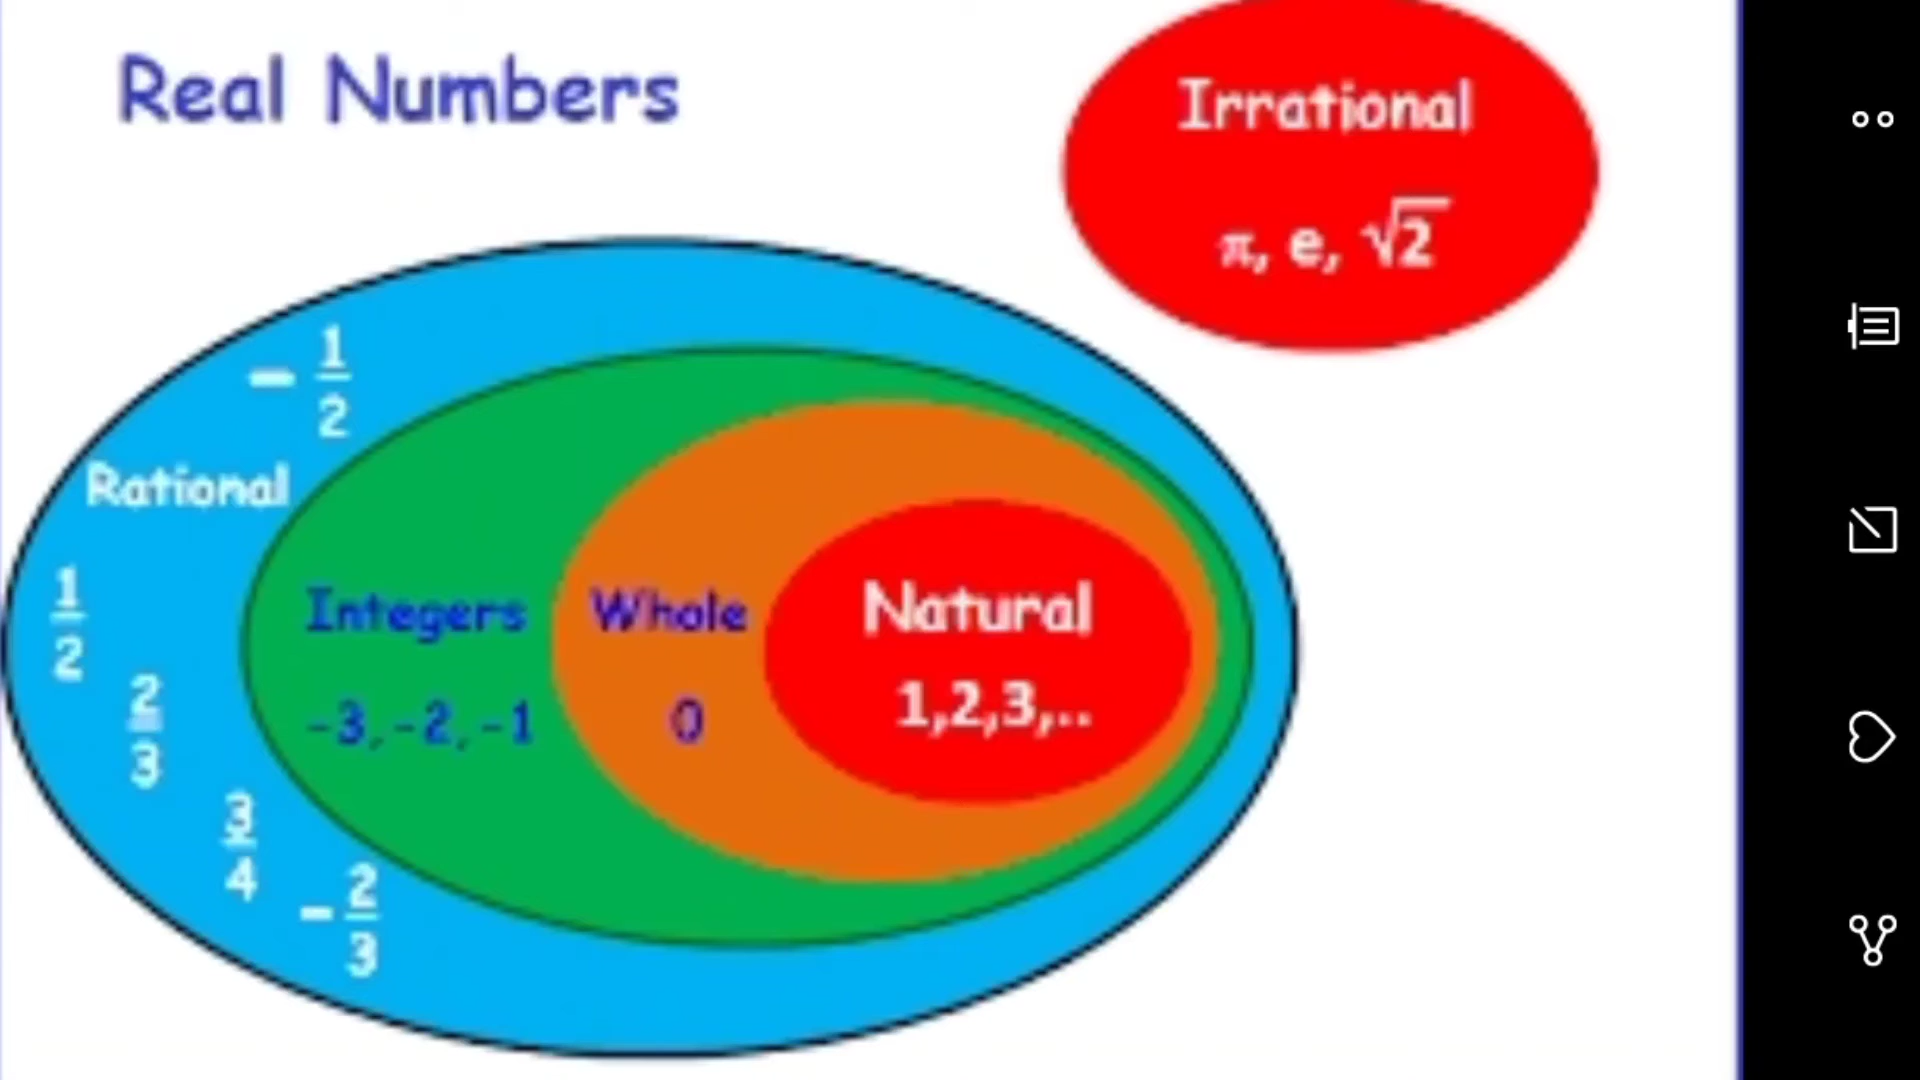 Real Numbers
Irrational
π, e, √2
- 1/2
Rational
1/2
2/3
3/4
- 2/3
Integers
-3,-2,-1
Whole
0
Natural
1,2,3,..